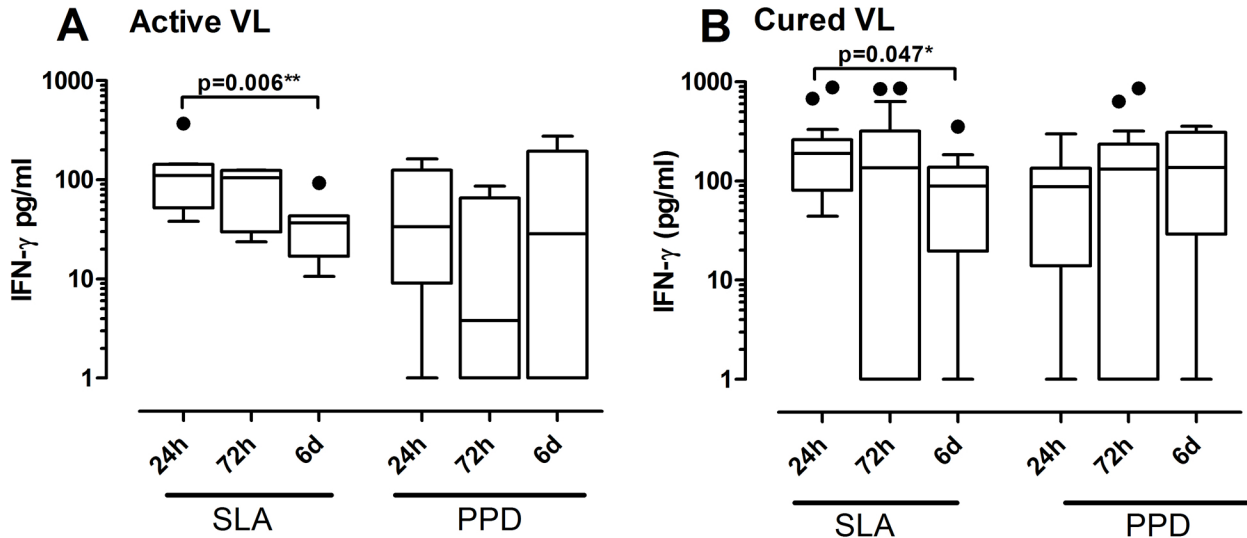 A Active VL
p=0.006**
IFN-γ pg/ml
1000
100
10
1
24h 72h 6d 24h 72h 6d
SLA PPD
B Cured VL
p=0.047*
IFN-γ (pg/ml)
1000
100
10
1
24h 72h 6d 24h 72h 6d
SLA PPD